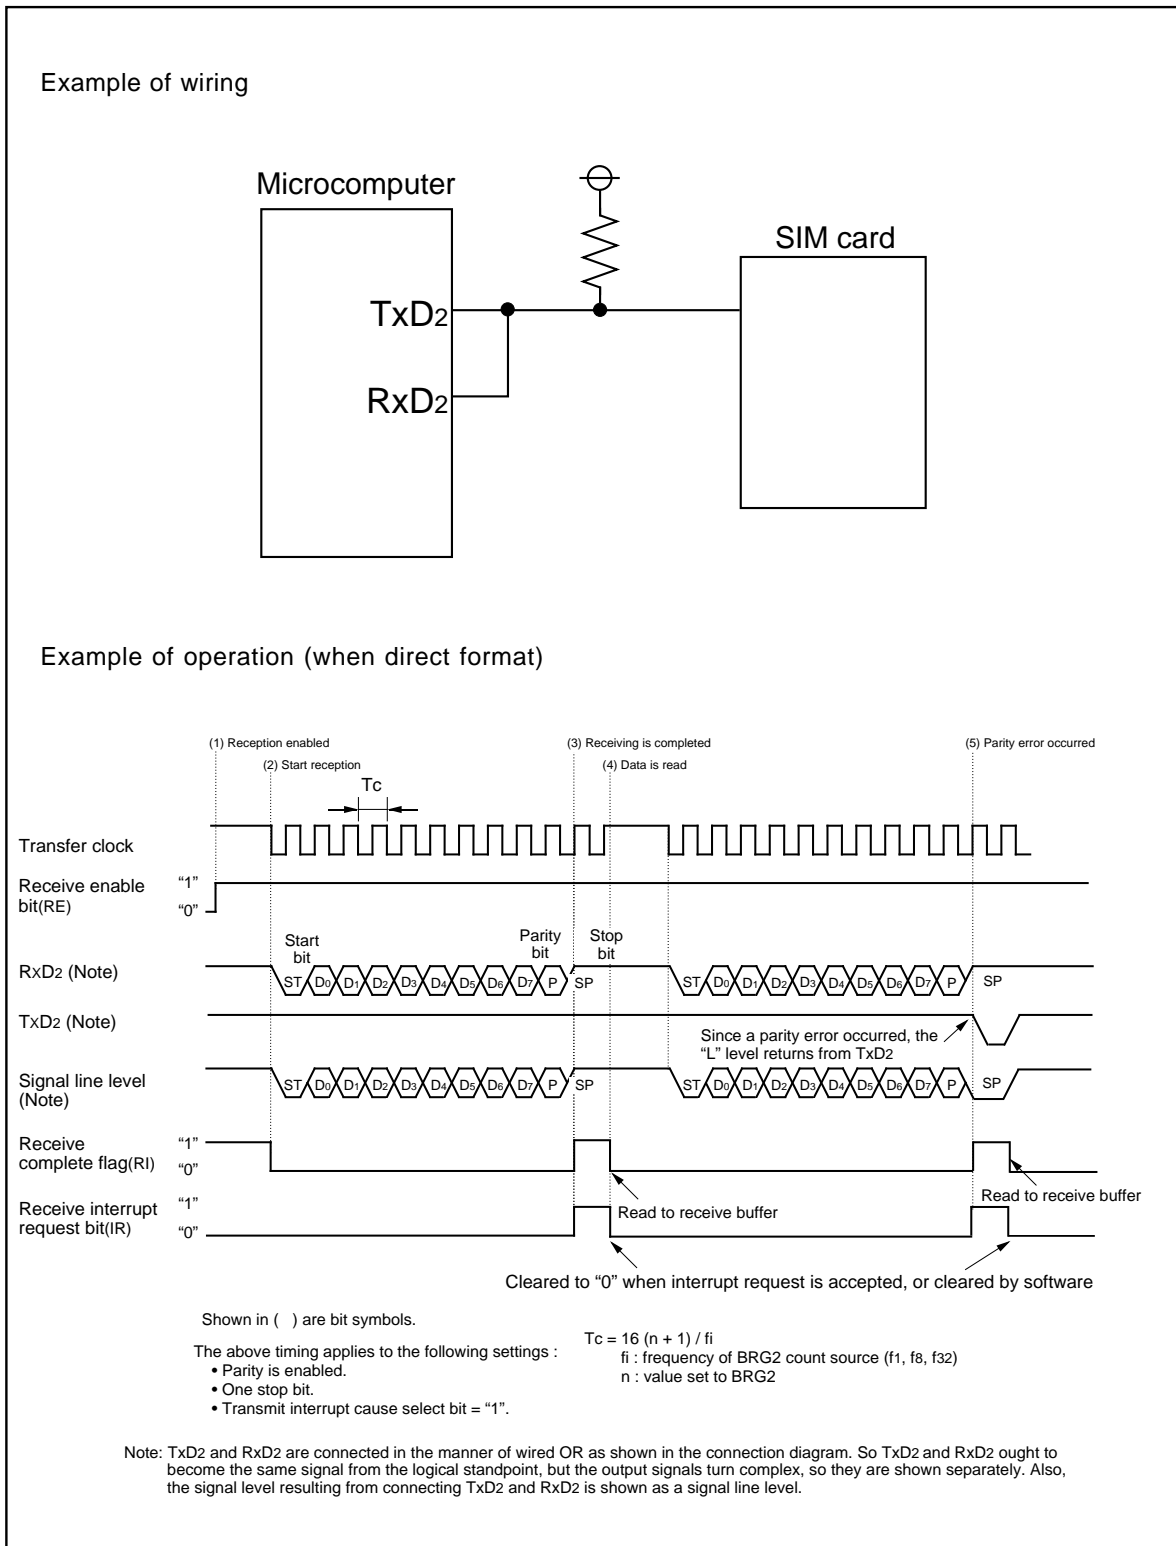 Example of wiring
Microcomputer
SIM card
TxD2
RxD2
Example of operation (when direct format)
(1) Reception enabled
(3) Receiving is completed
(5) Parity error occurred
(2) Start reception
(4) Data is read
Tc
Transfer clock
Receive enable
bit(RE)
“1”
“0”
Start
bit
Parity
bit
Stop
bit
RxD2 (Note)
ST D0 D1 D2 D3 D4 D5 D6 D7 P SP
ST D0 D1 D2 D3 D4 D5 D6 D7 P SP
TxD2 (Note)
Since a parity error occurred, the
“L” level returns from TxD2
Signal line level
(Note)
ST D0 D1 D2 D3 D4 D5 D6 D7 P SP
ST D0 D1 D2 D3 D4 D5 D6 D7 P SP
Receive
complete flag(RI)
“1”
“0”
Read to receive buffer
Read to receive buffer
Receive interrupt
request bit(IR)
“1”
“0”
Cleared to “0” when interrupt request is accepted, or cleared by software
Shown in ( ) are bit symbols.
The above timing applies to the following settings :
• Parity is enabled.
• One stop bit.
• Transmit interrupt cause select bit = “1”.
Tc = 16 (n + 1) / fi
fi : frequency of BRG2 count source (f1, f8, f32)
n : value set to BRG2
Note: TxD2 and RxD2 are connected in the manner of wired OR as shown in the connection diagram. So TxD2 and RxD2 ought to
become the same signal from the logical standpoint, but the output signals turn complex, so they are shown separately. Also,
the signal level resulting from connecting TxD2 and RxD2 is shown as a signal line level.